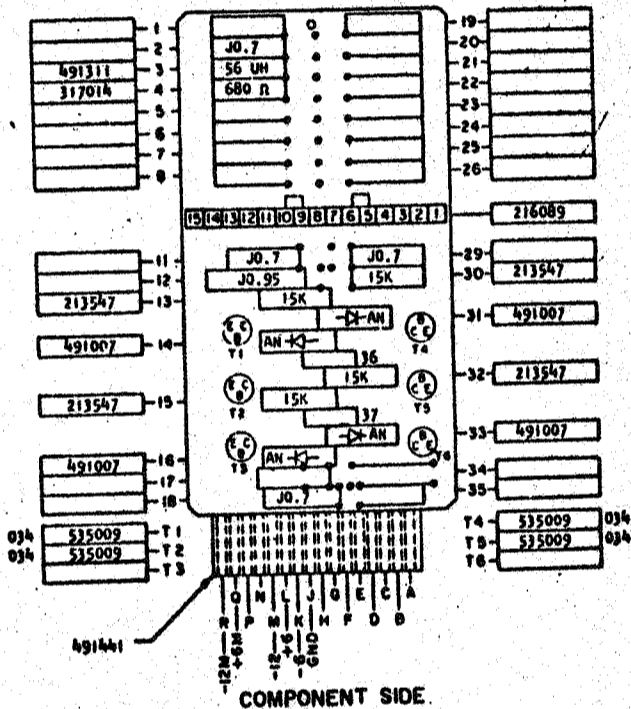 1
2
491311 3
317014 4
5
6
7
8
J0.7
56 UH
680 Ω
19
20
21
22
23
24
25
26
15 14 13 12 11 10 9 8 7 6 5 4 3 2 1
216089
11
12
213547 13
491007 14
213547 15
491007 16
17
18
J0.7 J0.7
J0.95 15K
15K
AN
E C B T1
AN
B C E T4
36
15K
E C B T2
15K
B C E T5
37
AN
E C B T3
AN
B C E T6
J0.7
29
30 213547
31 491007
32 213547
33 491007
34
35
034 535009 T1
034 535009 T2
T3
T4 535009 034
T5 535009 034
T6
491441
R Q P N M L K J H G F E D C B A
-12M
+6M
-12
+6
-6
GND
COMPONENT SIDE